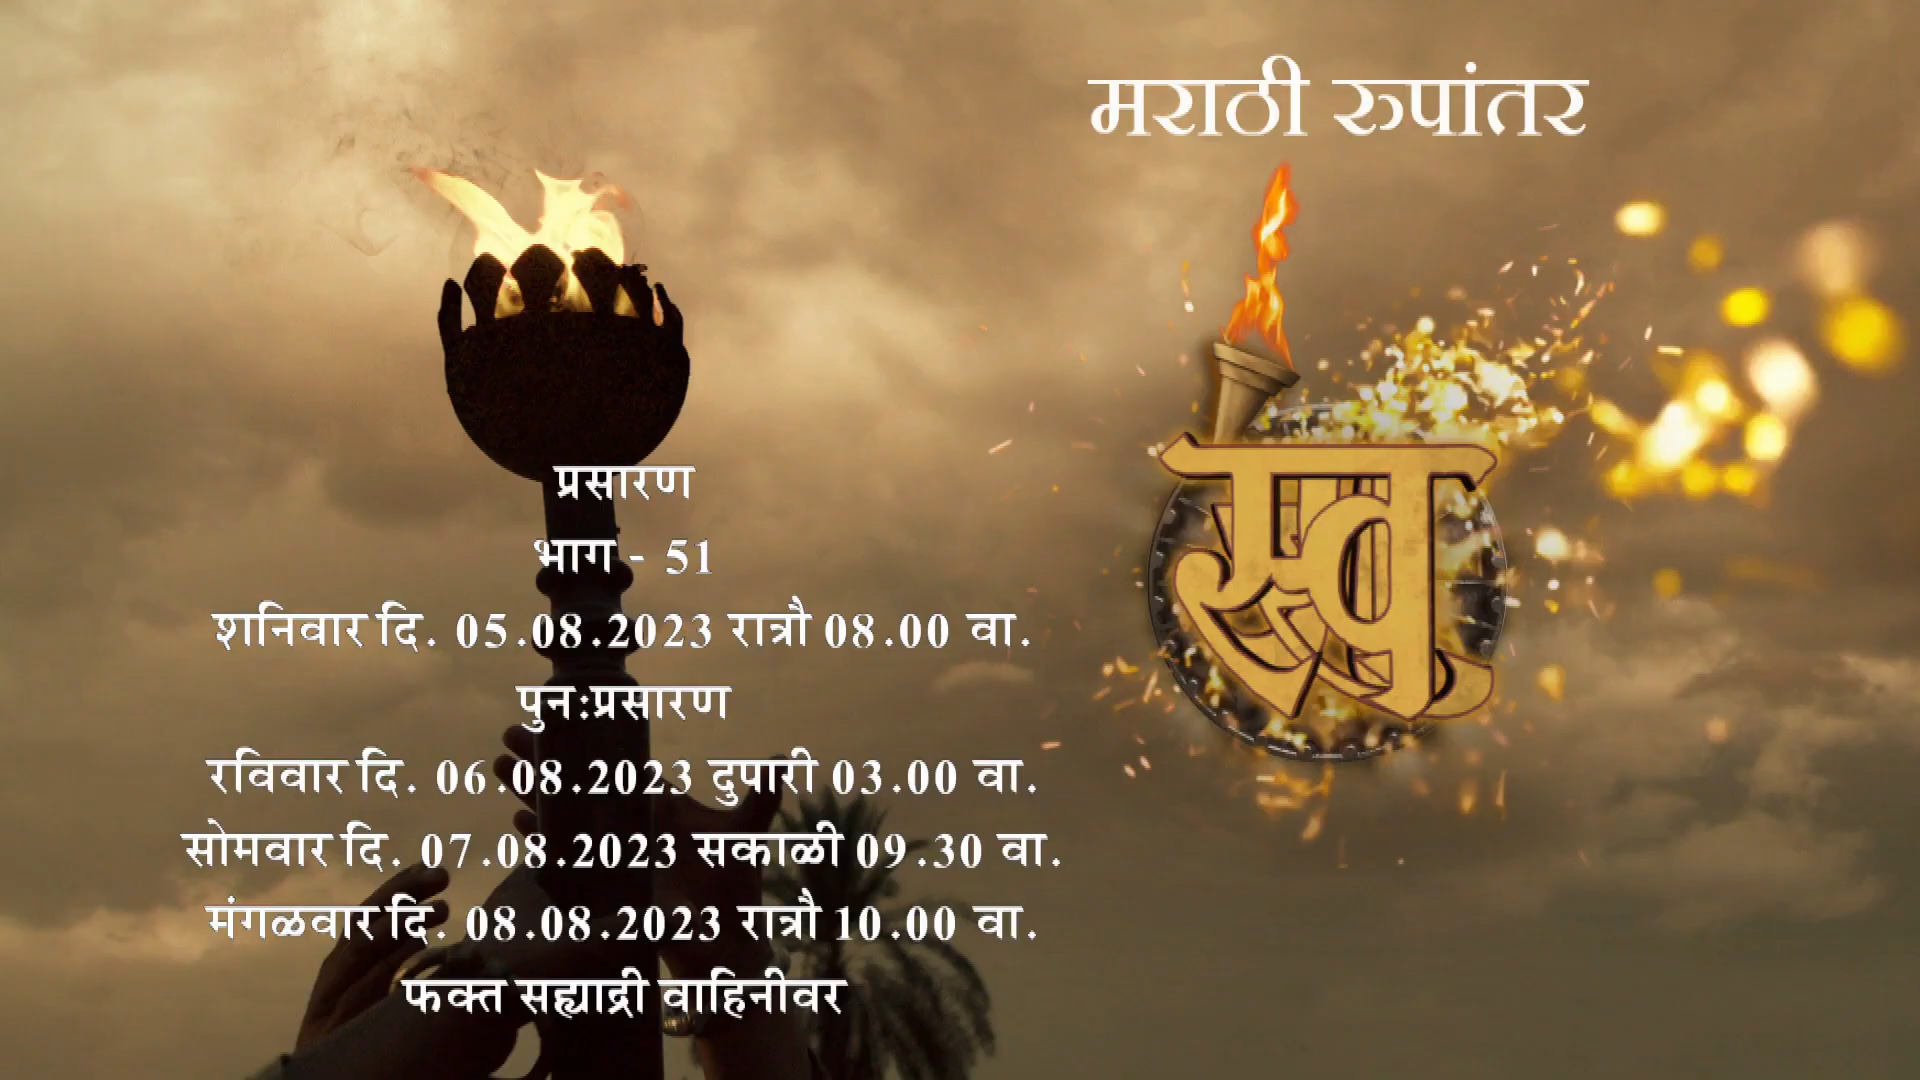 मराठी रुपांतर
स्व
प्रसारण
भाग - 51
शनिवार दि. 05.08.2023 रात्रौ 08.00 वा.
पुन:प्रसारण
रविवार दि. 06.08.2023 दुपारी 03.00 वा.
सोमवार दि. 07.08.2023 सकाळी 09.30 वा.
मंगळवार दि. 08.08.2023 रात्रौ 10.00 वा.
फक्त सह्याद्री वाहिनीवर